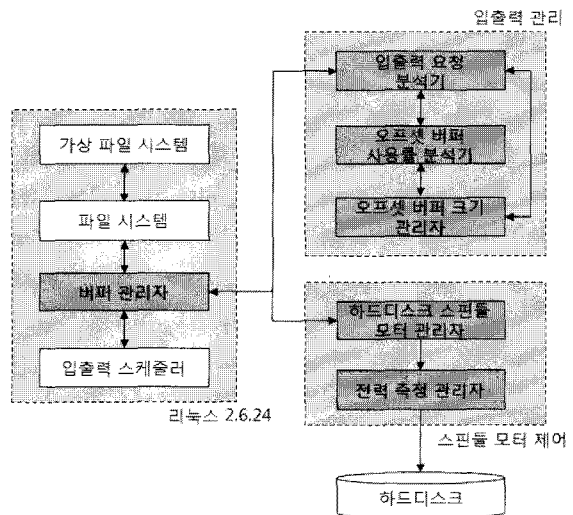 입출력 관리
입출력 요청
분석기
오프셋 버퍼
사용률 분석기
오프셋 버퍼 크기
관리자
가상 파일 시스템
파일 시스템
버퍼 관리자
입출력 스케줄러
리눅스 2.6.24
하드디스크 스핀들
모터 관리자
전력 측정 관리자
스핀들 모터 제어
하드디스크